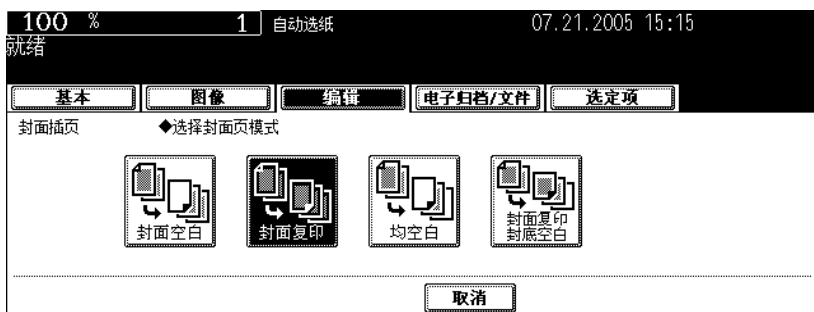 100 % 1 自动选纸 07.21.2005 15:15
就绪
基本 图像 编辑 电子归档/文件 选定项
封面插页 ◆选择封面页模式
封面空白 封面复印 均空白 封面复印
封底空白
取消